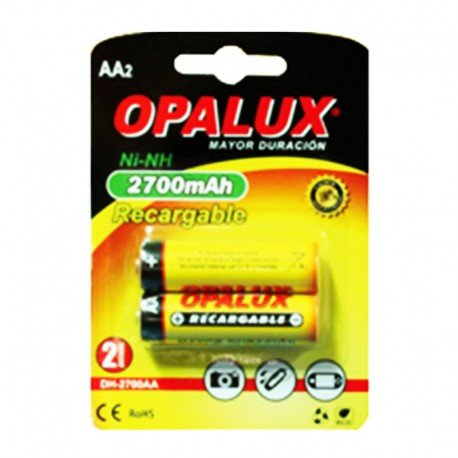 AA2
OPALUX®
MAYOR DURACIÓN
Ni-NH
2700mAh
Recargable
OPALUX
RECARGABLE
2
DH-2700AA
CE RoHS